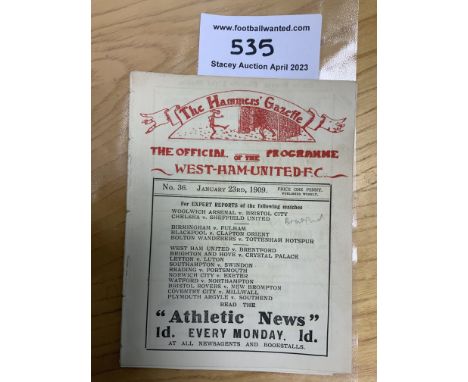 www.footballwanted.com
535
Stacey Auction April 2023
The Hammers' Gazette
THE OFFICIAL OF THE PROGRAMME
WEST-HAM-UNITED-F.C.
No. 36. JANUARY 23RD, 1909. PRICE ONE PENNY.
PUBLISHED WEEKLY.
For EXPERT REPORTS of the following matches
WOOLWICH ARSENAL v. BRISTOL CITY
CHELSEA v. SHEFFIELD UNITED
Brentford
BIRMINGHAM v. FULHAM
BLACKPOOL v. CLAPTON ORIENT
BOLTON WANDERERS v. TOTTENHAM HOTSPUR
WEST HAM UNITED v. BRENTFORD
BRIGHTON AND HOVE v. CRYSTAL PALACE
LEYTON v. LUTON
SOUTHAMPTON v. SWINDON
READING v. PORTSMOUTH
NORWICH CITY v. EXETER
WATFORD v. NORTHAMPTON
BRISTOL ROVERS v. NEW BROMPTON
COVENTRY CITY v. MILLWALL
PLYMOUTH ARGYLE v. SOUTHEND
READ THE
"Athletic News"
1d. EVERY MONDAY, 1d.
AT ALL NEWSAGENTS AND BOOKSTALLS.